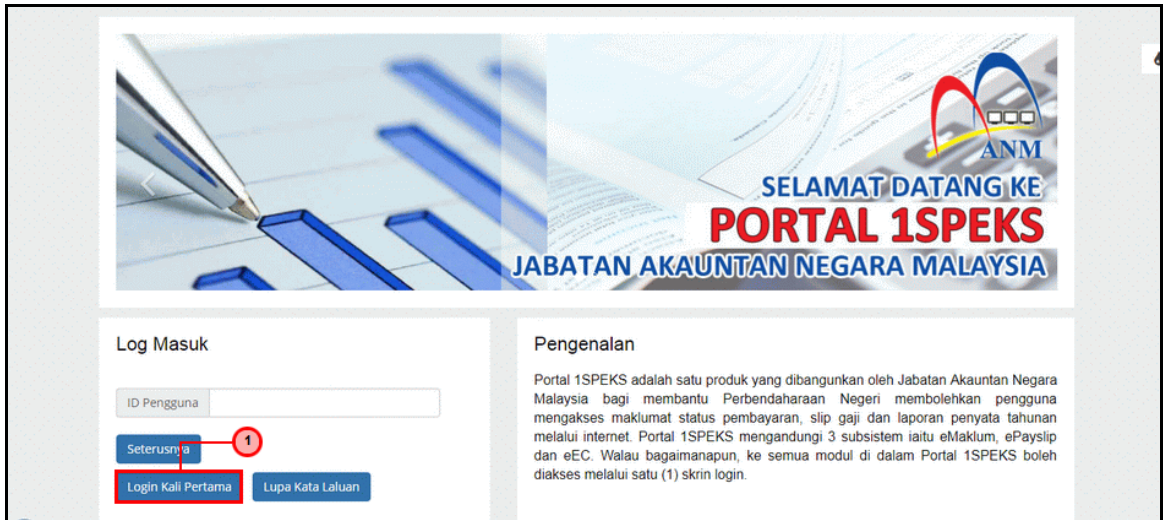 ANM
SELAMAT DATANG KE
PORTAL 1SPEKS
JABATAN AKAUNTAN NEGARA MALAYSIA
Log Masuk
ID Pengguna
Seterusnya
1
Login Kali Pertama
Lupa Kata Laluan
Pengenalan
Portal 1SPEKS adalah satu produk yang dibangunkan oleh Jabatan Akauntan Negara
Malaysia bagi membantu Perbendaharaan Negeri membolehkan pengguna
mengakses maklumat status pembayaran, slip gaji dan laporan penyata tahunan
melalui internet. Portal 1SPEKS mengandungi 3 subsistem iaitu eMaklum, ePayslip
dan eEC. Walau bagaimanapun, ke semua modul di dalam Portal 1SPEKS boleh
diakses melalui satu (1) skrin login.